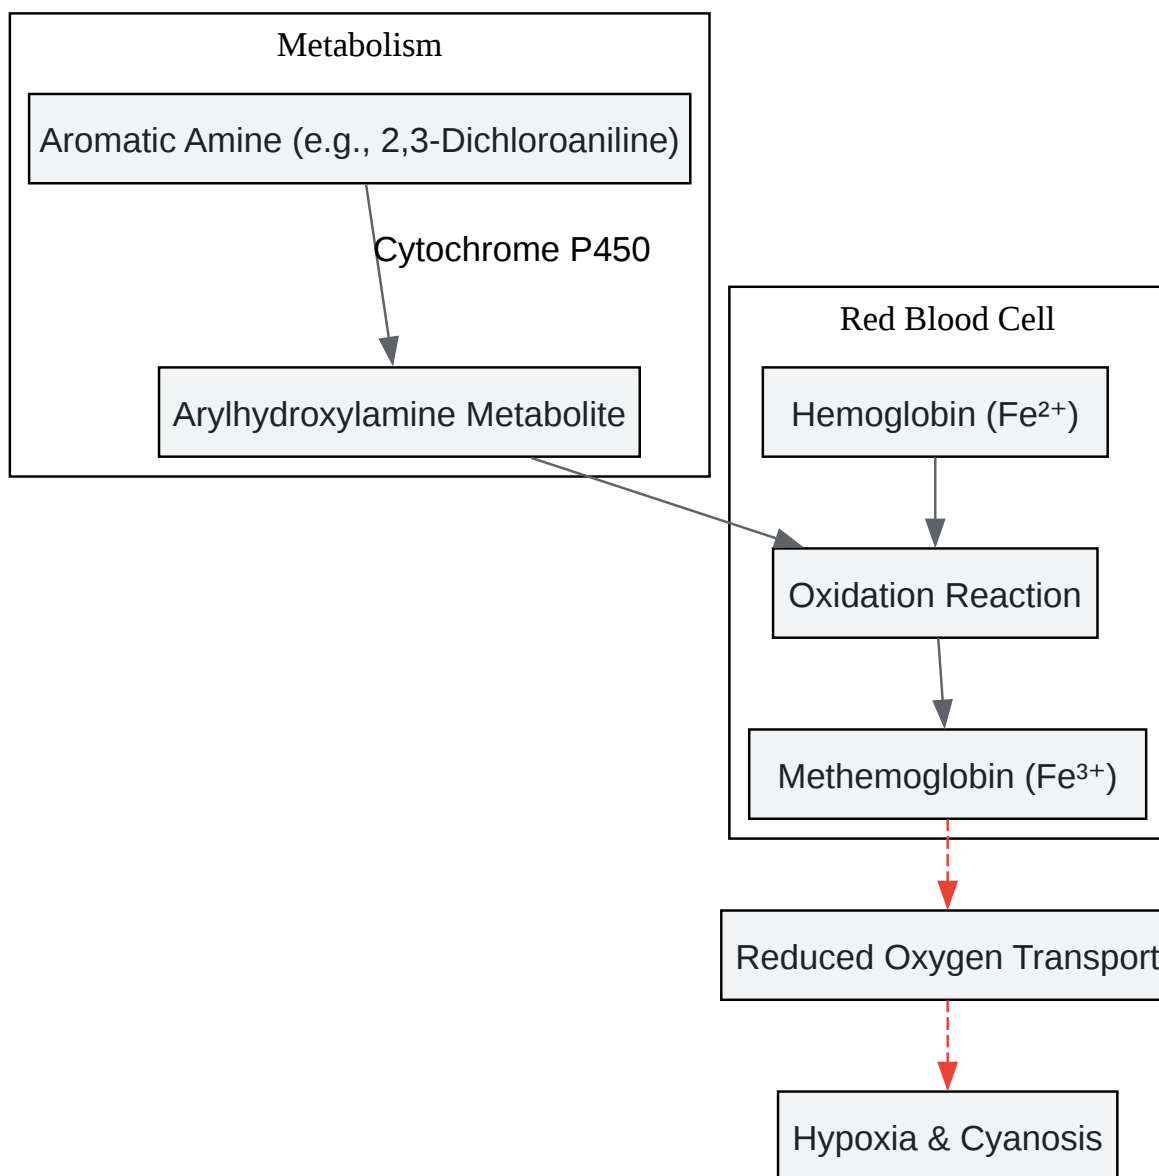 Metabolism
Aromatic Amine (e.g., 2,3-Dichloroaniline)
Cytochrome P450
Arylhydroxylamine Metabolite
Red Blood Cell
Hemoglobin (Fe²⁺)
Oxidation Reaction
Methemoglobin (Fe³⁺)
Reduced Oxygen Transport
Hypoxia & Cyanosis